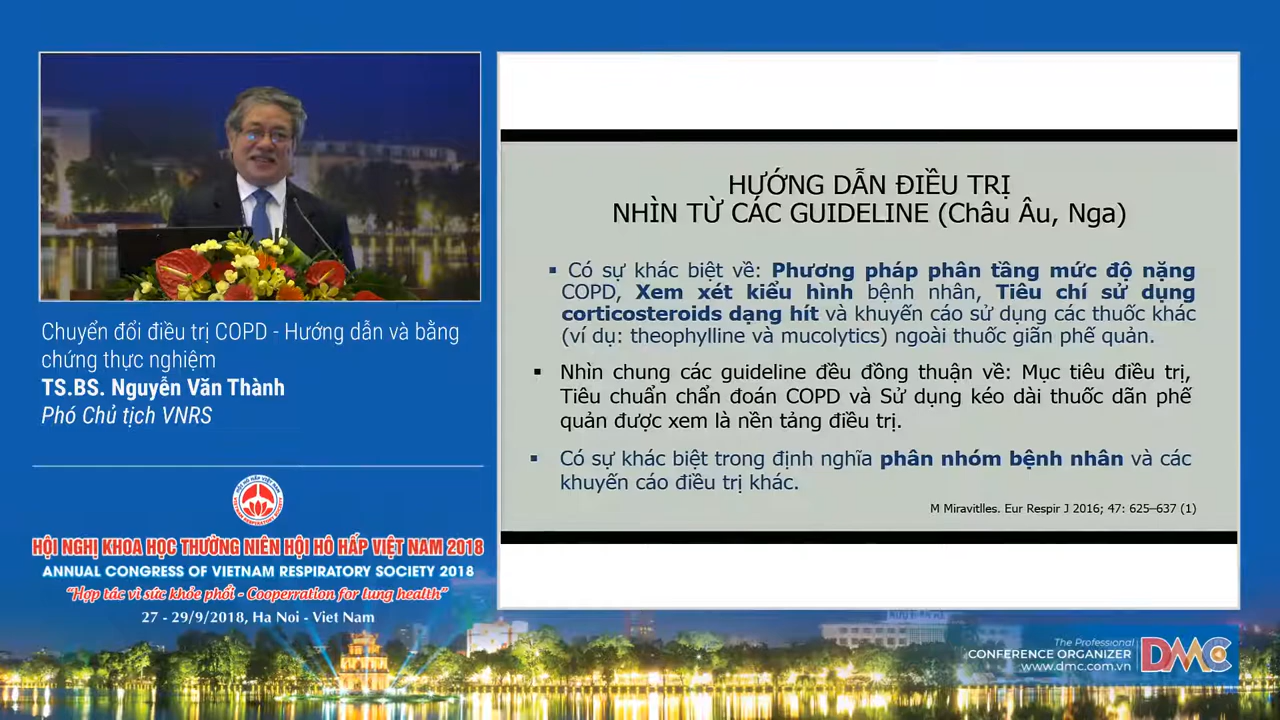 Chuyển đổi điều trị COPD - Hướng dẫn và bằng
chứng thực nghiệm
TS.BS. Nguyễn Văn Thành
Phó Chủ tịch VNRS
HỘI HÔ HẤP VIỆT NAM
VIETNAM RESPIRATORY SOCIETY
HỘI NGHỊ KHOA HỌC THƯỜNG NIÊN HỘI HÔ HẤP VIỆT NAM 2018
ANNUAL CONGRESS OF VIETNAM RESPIRATORY SOCIETY 2018
"Hợp tác vì sức khỏe phổi - Cooperration for lung health"
27 - 29/9/2018, Ha Noi - Viet Nam
HƯỚNG DẪN ĐIỀU TRỊ
NHÌN TỪ CÁC GUIDELINE (Châu Âu, Nga)
▪ Có sự khác biệt về: Phương pháp phân tầng mức độ nặng
COPD, Xem xét kiểu hình bệnh nhân, Tiêu chí sử dụng
corticosteroids dạng hít và khuyến cáo sử dụng các thuốc khác
(ví dụ: theophylline và mucolytics) ngoài thuốc giãn phế quản.
▪ Nhìn chung các guideline đều đồng thuận về: Mục tiêu điều trị,
Tiêu chuẩn chẩn đoán COPD và Sử dụng kéo dài thuốc dãn phế
quản được xem là nền tảng điều trị.
▪ Có sự khác biệt trong định nghĩa phân nhóm bệnh nhân và các
khuyến cáo điều trị khác.
M Miravitlles. Eur Respir J 2016; 47: 625–637 (1)
The Professional
CONFERENCE ORGANIZER
www.dmc.com.vn
DMC